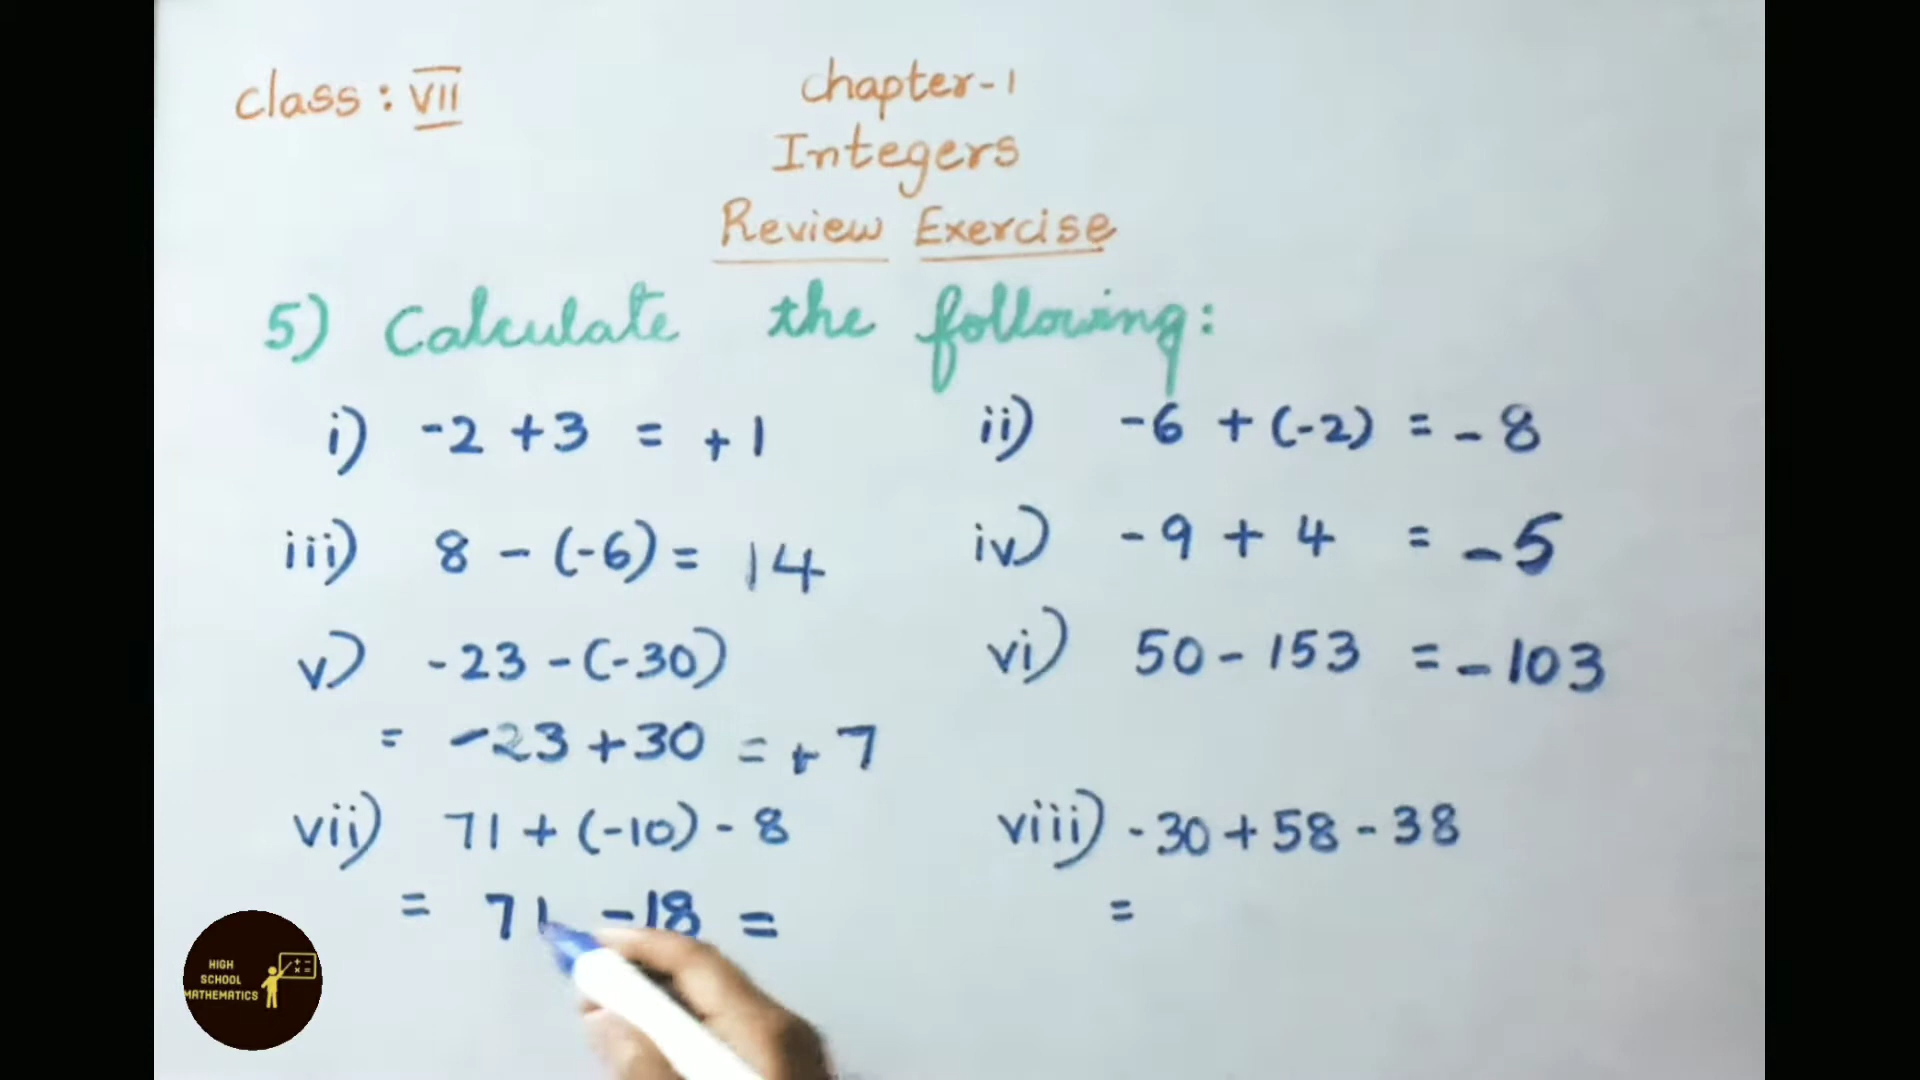 class : VII
chapter-1
Integers
Review Exercise
5) Calculate the following:
i) -2 +3 = +1
ii) -6 + (-2) = -8
iii) 8 - (-6) = 14
iv) -9 + 4 = -5
v) -23 - (-30)
= -23 +30 = +7
vi) 50 - 153 = -103
vii) 71 + (-10) - 8
= 71 -18 =
viii) -30 + 58 - 38
=
HIGH
SCHOOL
MATHEMATICS